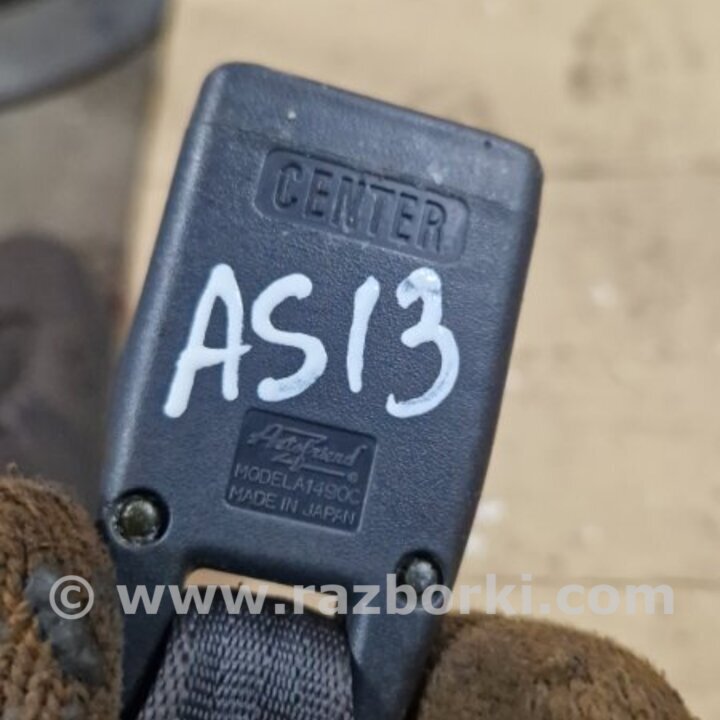 CENTER
AS13
AutoFriend
®
MODEL A1490C
MADE IN JAPAN
© www.razborki.com